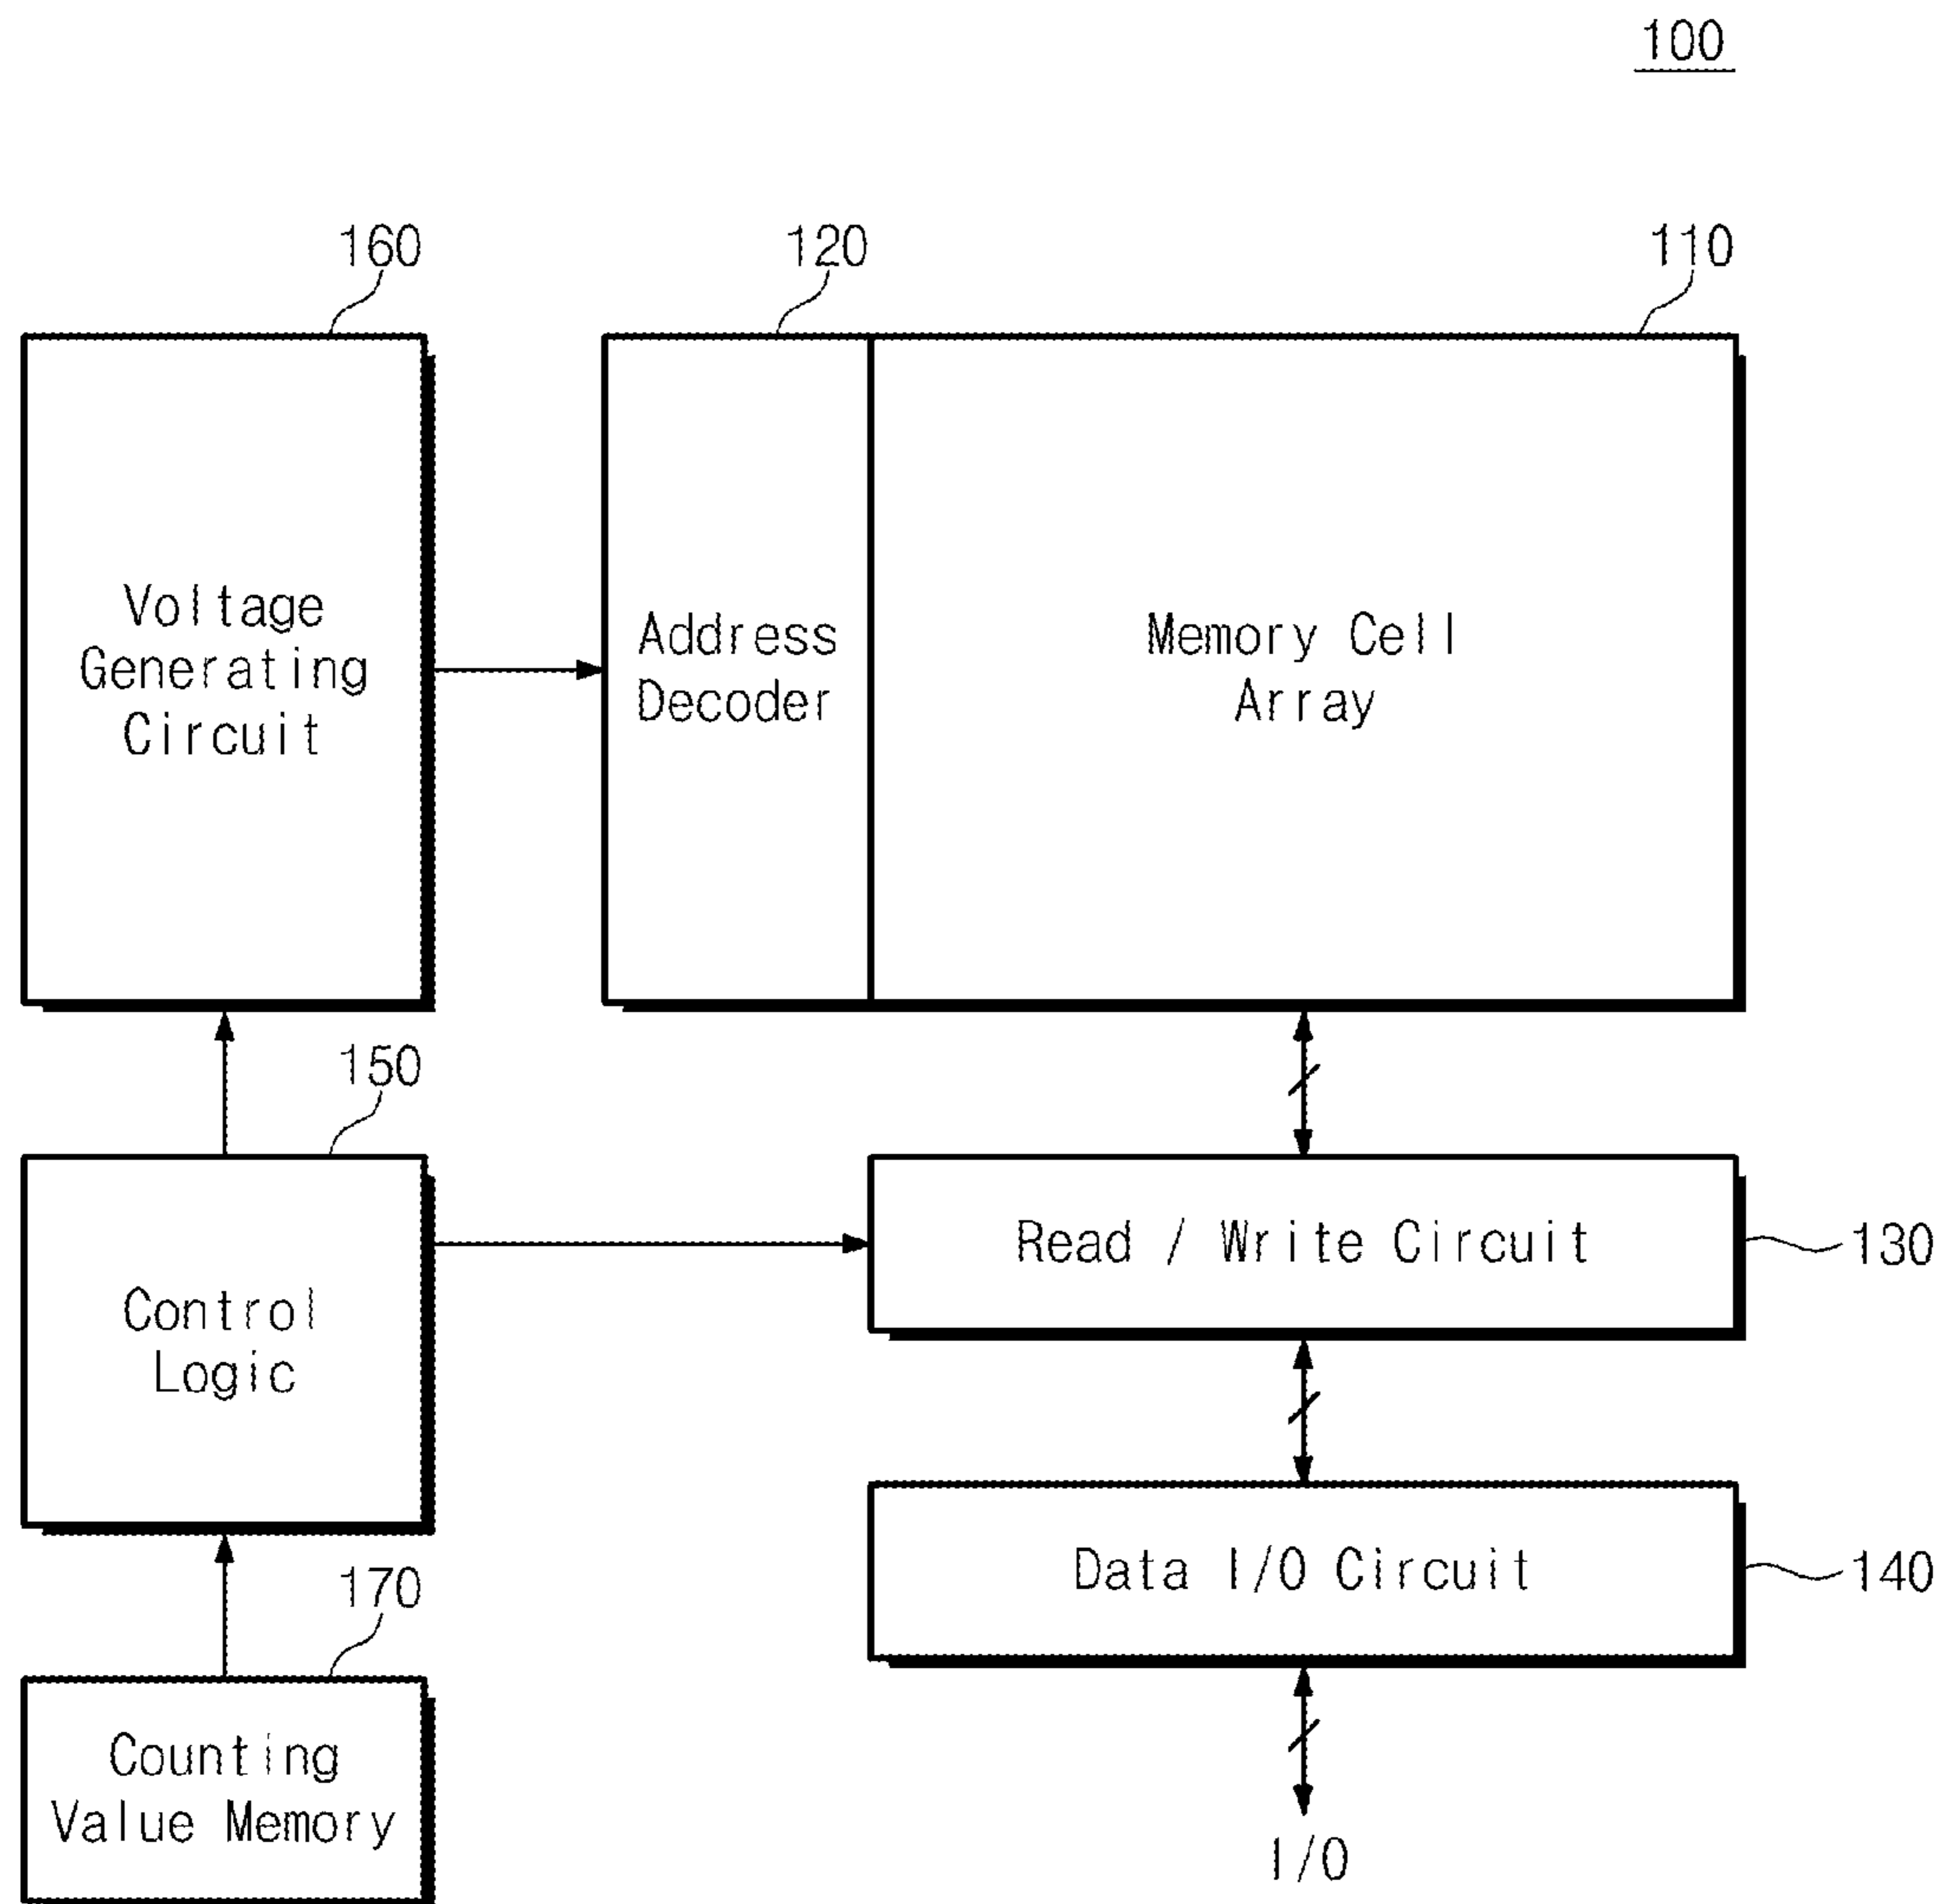 100
160
120
110
Voltage
Generating
Circuit
Address
Decoder
Memory Cell
Array
150
Control
Logic
Read / Write Circuit
130
170
Data I/O Circuit
140
Counting
Value Memory
I/O